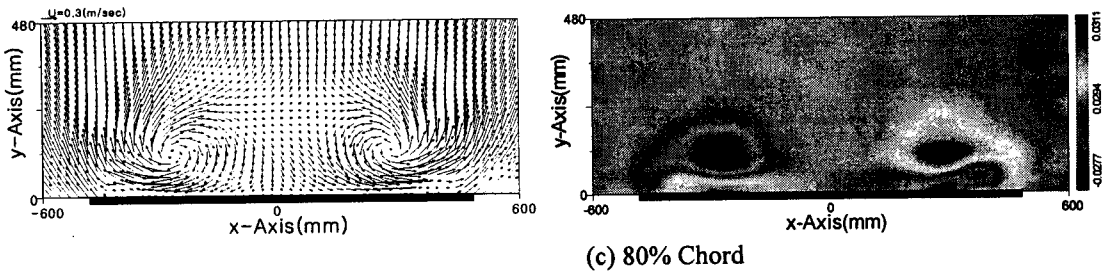 U=0.3(m/sec)
480
y-Axis(mm)
0
-600
0
600
x-Axis(mm)
480
y-Axis(mm)
0
-600
0
600
x-Axis(mm)
0.0311
0.0294
-0.0277
(c) 80% Chord